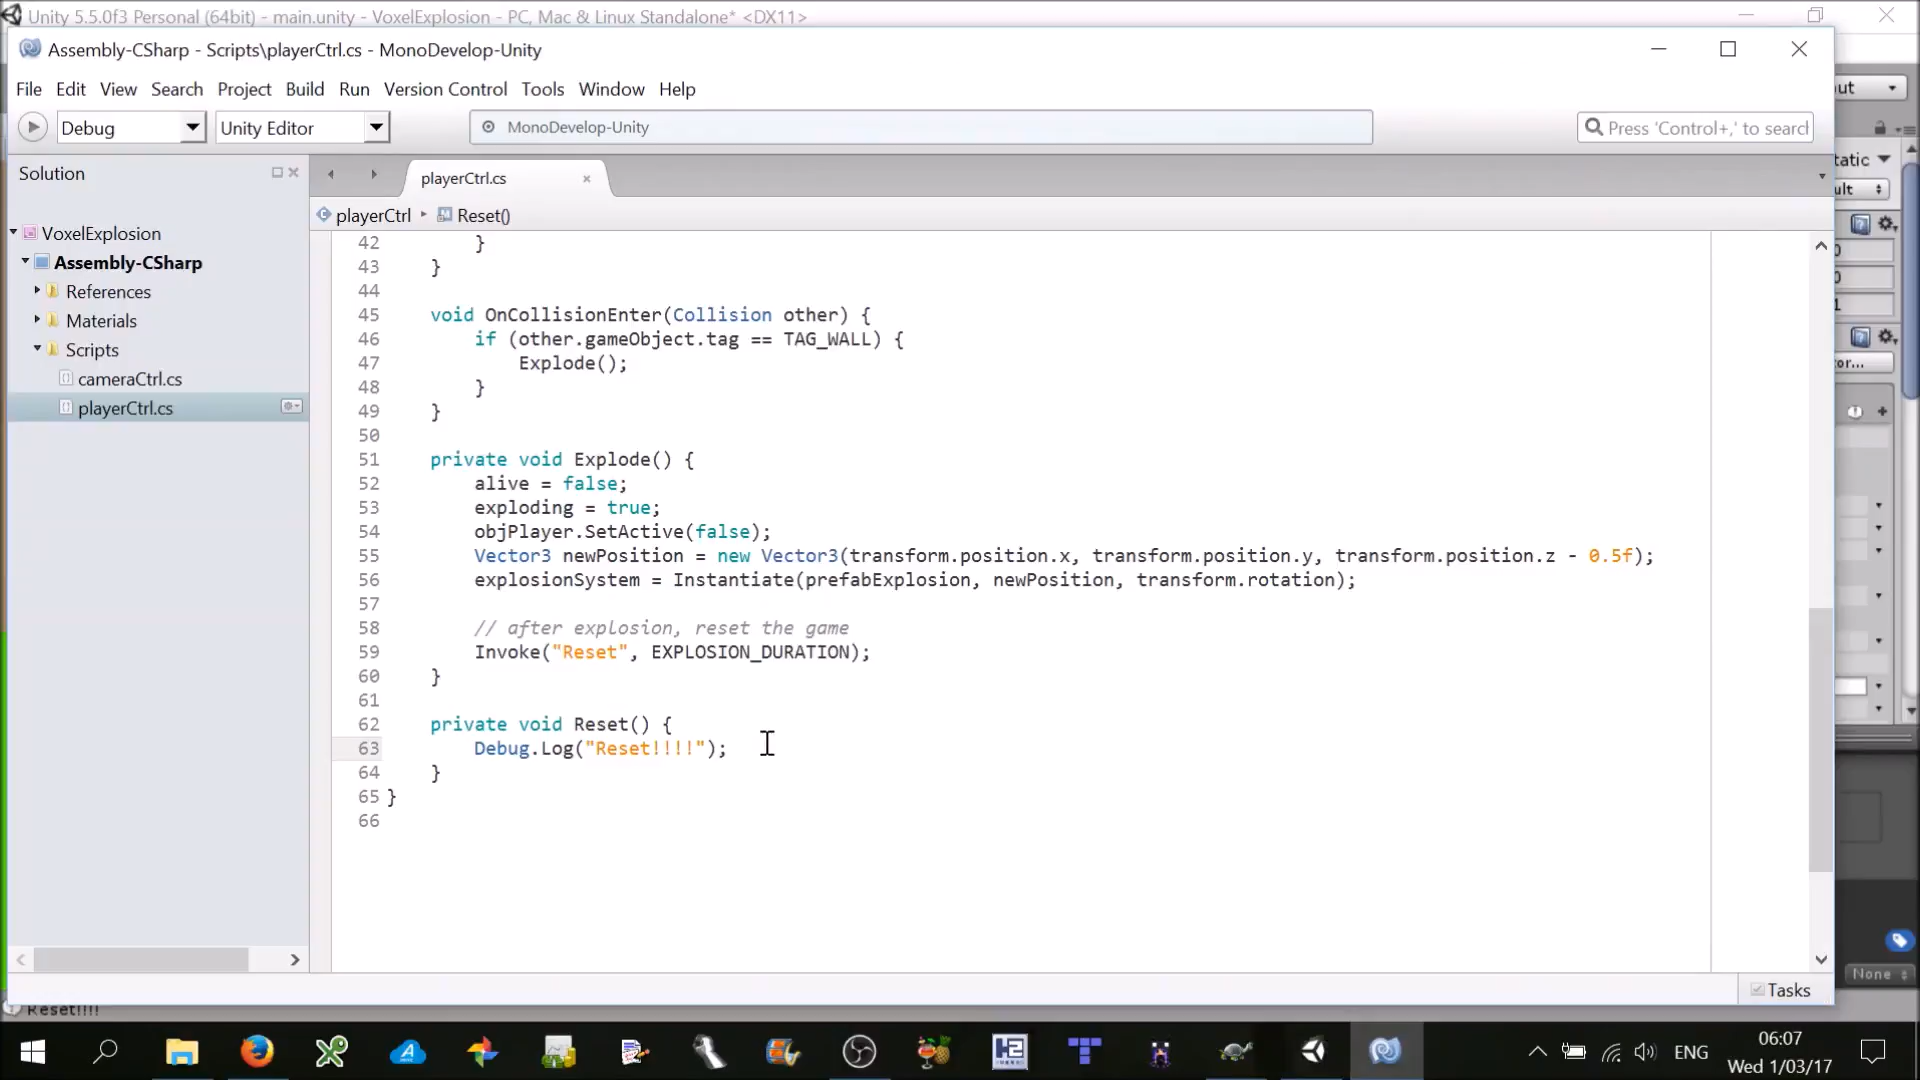 Unity 5.5.0f3 Personal (64bit) - main.unity - VoxelExplosion - PC, Mac & Linux Standalone* <DX11>
Assembly-CSharp - Scripts\playerCtrl.cs - MonoDevelop-Unity
File Edit View Search Project Build Run Version Control Tools Window Help
Debug Unity Editor MonoDevelop-Unity Press 'Control+,' to search
Solution
playerCtrl.cs
playerCtrl Reset()
VoxelExplosion
Assembly-CSharp
References
Materials
Scripts
cameraCtrl.cs
playerCtrl.cs
42 }
43 }
44
45 void OnCollisionEnter(Collision other) {
46 if (other.gameObject.tag == TAG_WALL) {
47 Explode();
48 }
49 }
50
51 private void Explode() {
52 alive = false;
53 exploding = true;
54 objPlayer.SetActive(false);
55 Vector3 newPosition = new Vector3(transform.position.x, transform.position.y, transform.position.z - 0.5f);
56 explosionSystem = Instantiate(prefabExplosion, newPosition, transform.rotation);
57
58 // after explosion, reset the game
59 Invoke("Reset", EXPLOSION_DURATION);
60 }
61
62 private void Reset() {
63 Debug.Log("Reset!!!!");
64 }
65 }
66
Tasks
None
Reset!!!!
ENG
06:07
Wed 1/03/17